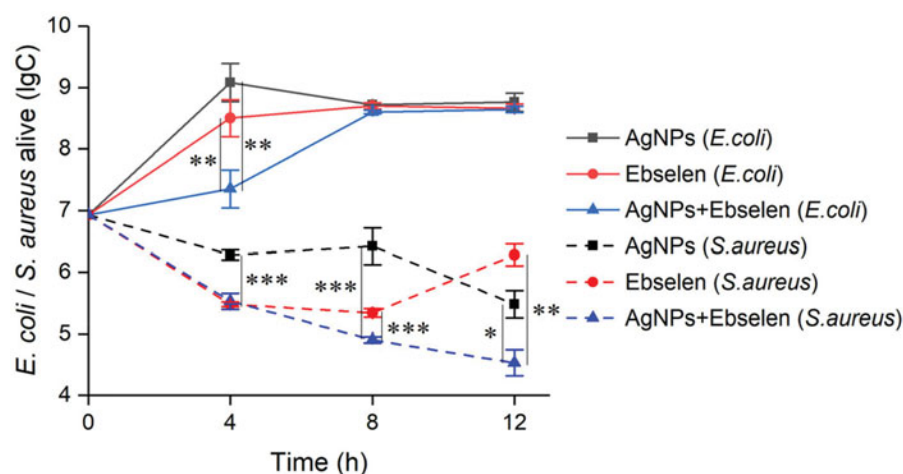 10
9
8
7
6
5
4
0
4
8
12
E. coli / S. aureus alive (lgC)
Time (h)
**
**
***
***
***
*
**
AgNPs (E.coli)
Ebselen (E.coli)
AgNPs+Ebselen (E.coli)
AgNPs (S.aureus)
Ebselen (S.aureus)
AgNPs+Ebselen (S.aureus)